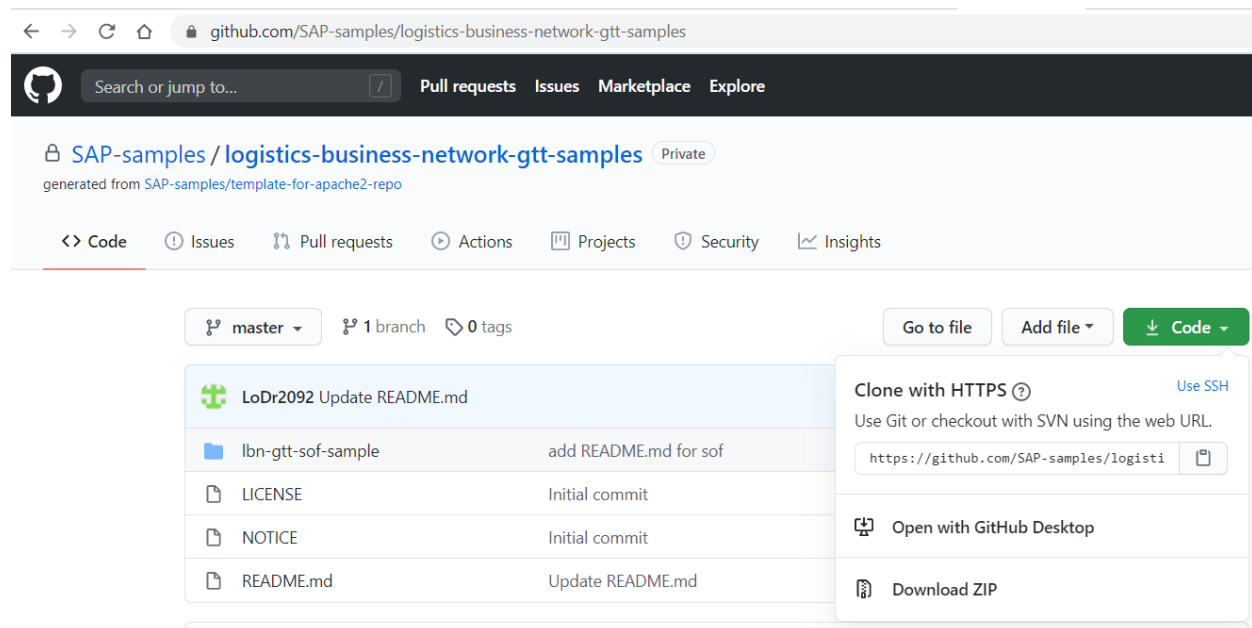 github.com/SAP-samples/logistics-business-network-gtt-samples
Search or jump to... /
Pull requests Issues Marketplace Explore
SAP-samples / logistics-business-network-gtt-samples Private
generated from SAP-samples/template-for-apache2-repo
Code Issues Pull requests Actions Projects Security Insights
master 1 branch 0 tags Go to file Add file Code
LoDr2092 Update README.md
lbn-gtt-sof-sample add README.md for sof
LICENSE Initial commit
NOTICE Initial commit
README.md Update README.md
Clone with HTTPS ? Use SSH
Use Git or checkout with SVN using the web URL.
https://github.com/SAP-samples/logisti
Open with GitHub Desktop
Download ZIP